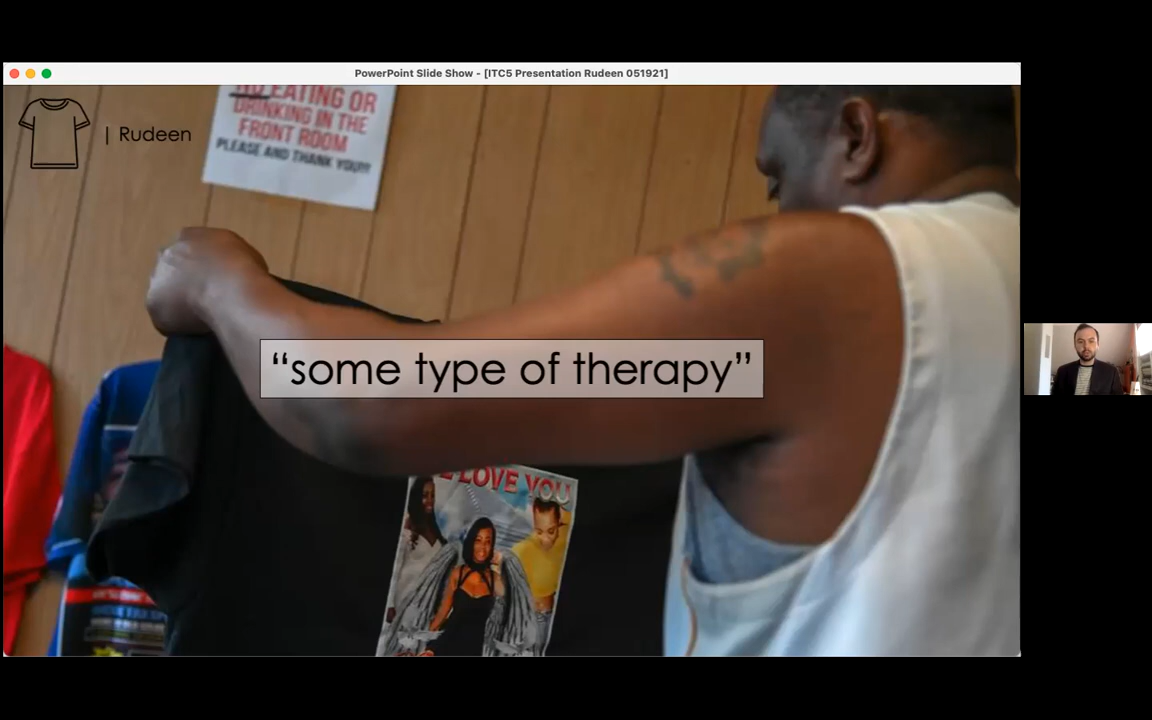 PowerPoint Slide Show - [ITC5 Presentation Rudeen 051921]
| Rudeen
NO EATING OR
DRINKING IN THE
FRONT ROOM
PLEASE AND THANK YOU!!!
“some type of therapy”
LOVE YOU